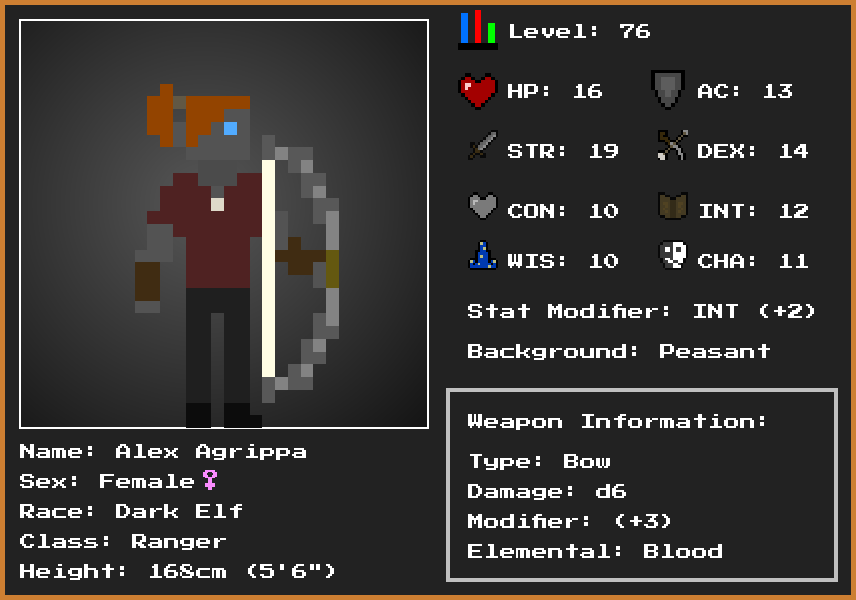 Level: 76
HP: 16 AC: 13
STR: 19 DEX: 14
CON: 10 INT: 12
WIS: 10 CHA: 11
Stat Modifier: INT (+2)
Background: Peasant
Weapon Information:
Type: Bow
Damage: d6
Modifier: (+3)
Elemental: Blood
Name: Alex Agrippa
Sex: Female♀
Race: Dark Elf
Class: Ranger
Height: 168cm (5'6")